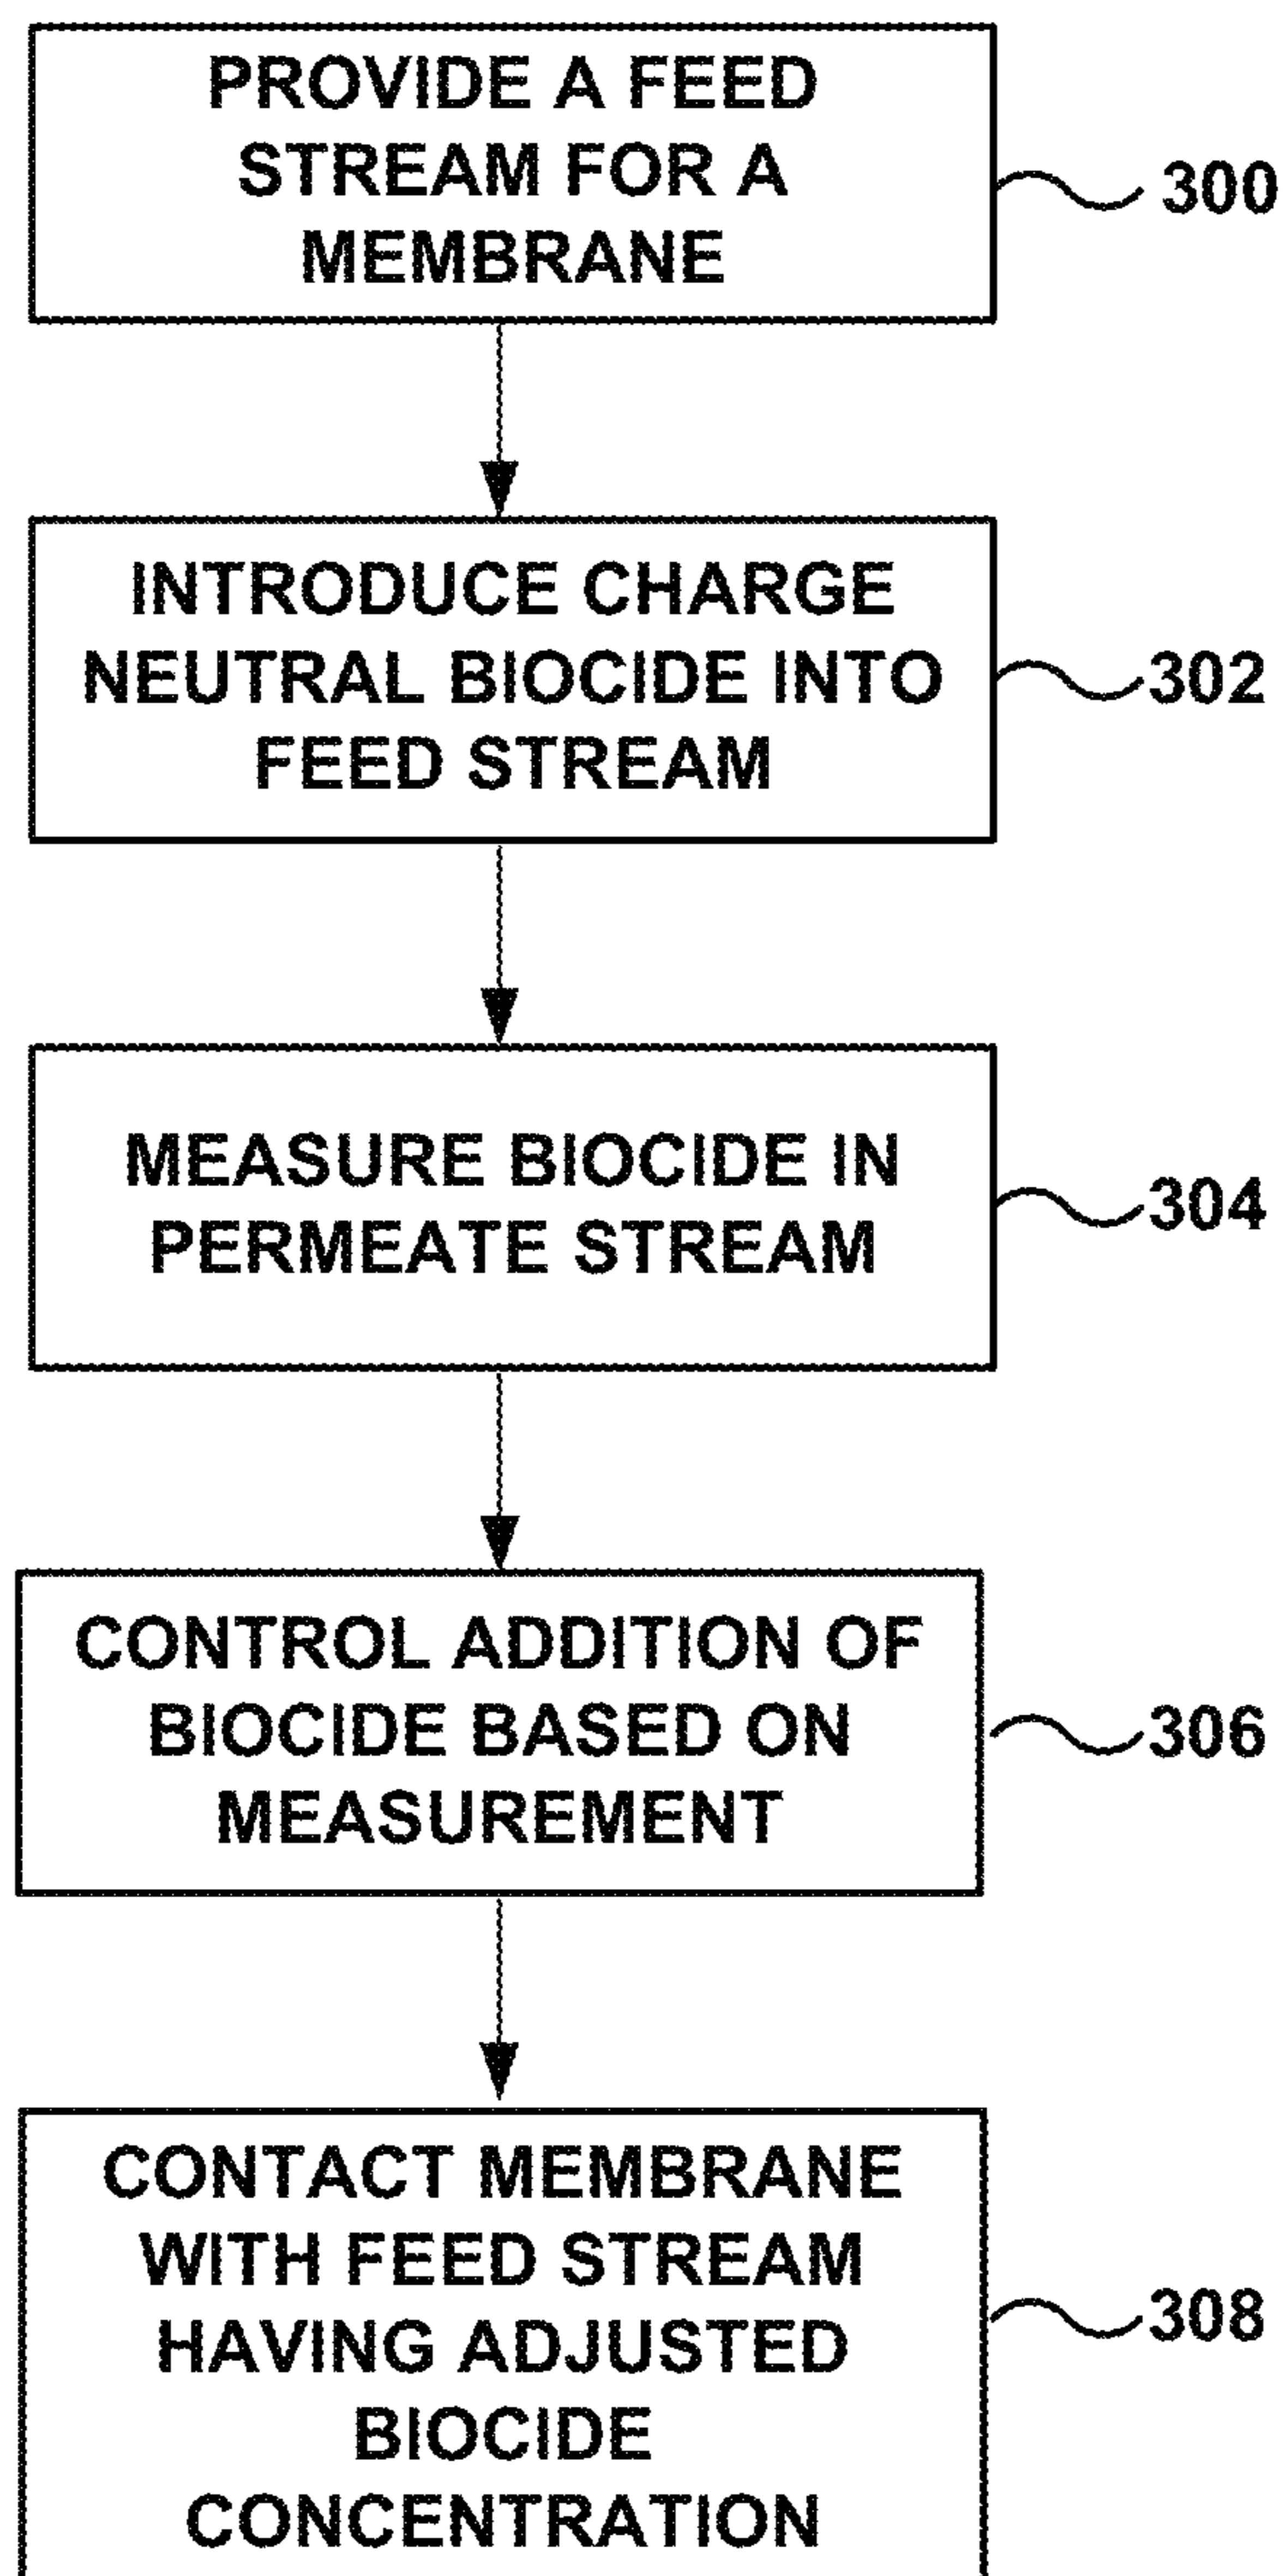 PROVIDE A FEED
STREAM FOR A
MEMBRANE
300
INTRODUCE CHARGE
NEUTRAL BIOCIDE INTO
FEED STREAM
302
MEASURE BIOCIDE IN
PERMEATE STREAM
304
CONTROL ADDITION OF
BIOCIDE BASED ON
MEASUREMENT
306
CONTACT MEMBRANE
WITH FEED STREAM
HAVING ADJUSTED
BIOCIDE
CONCENTRATION
308